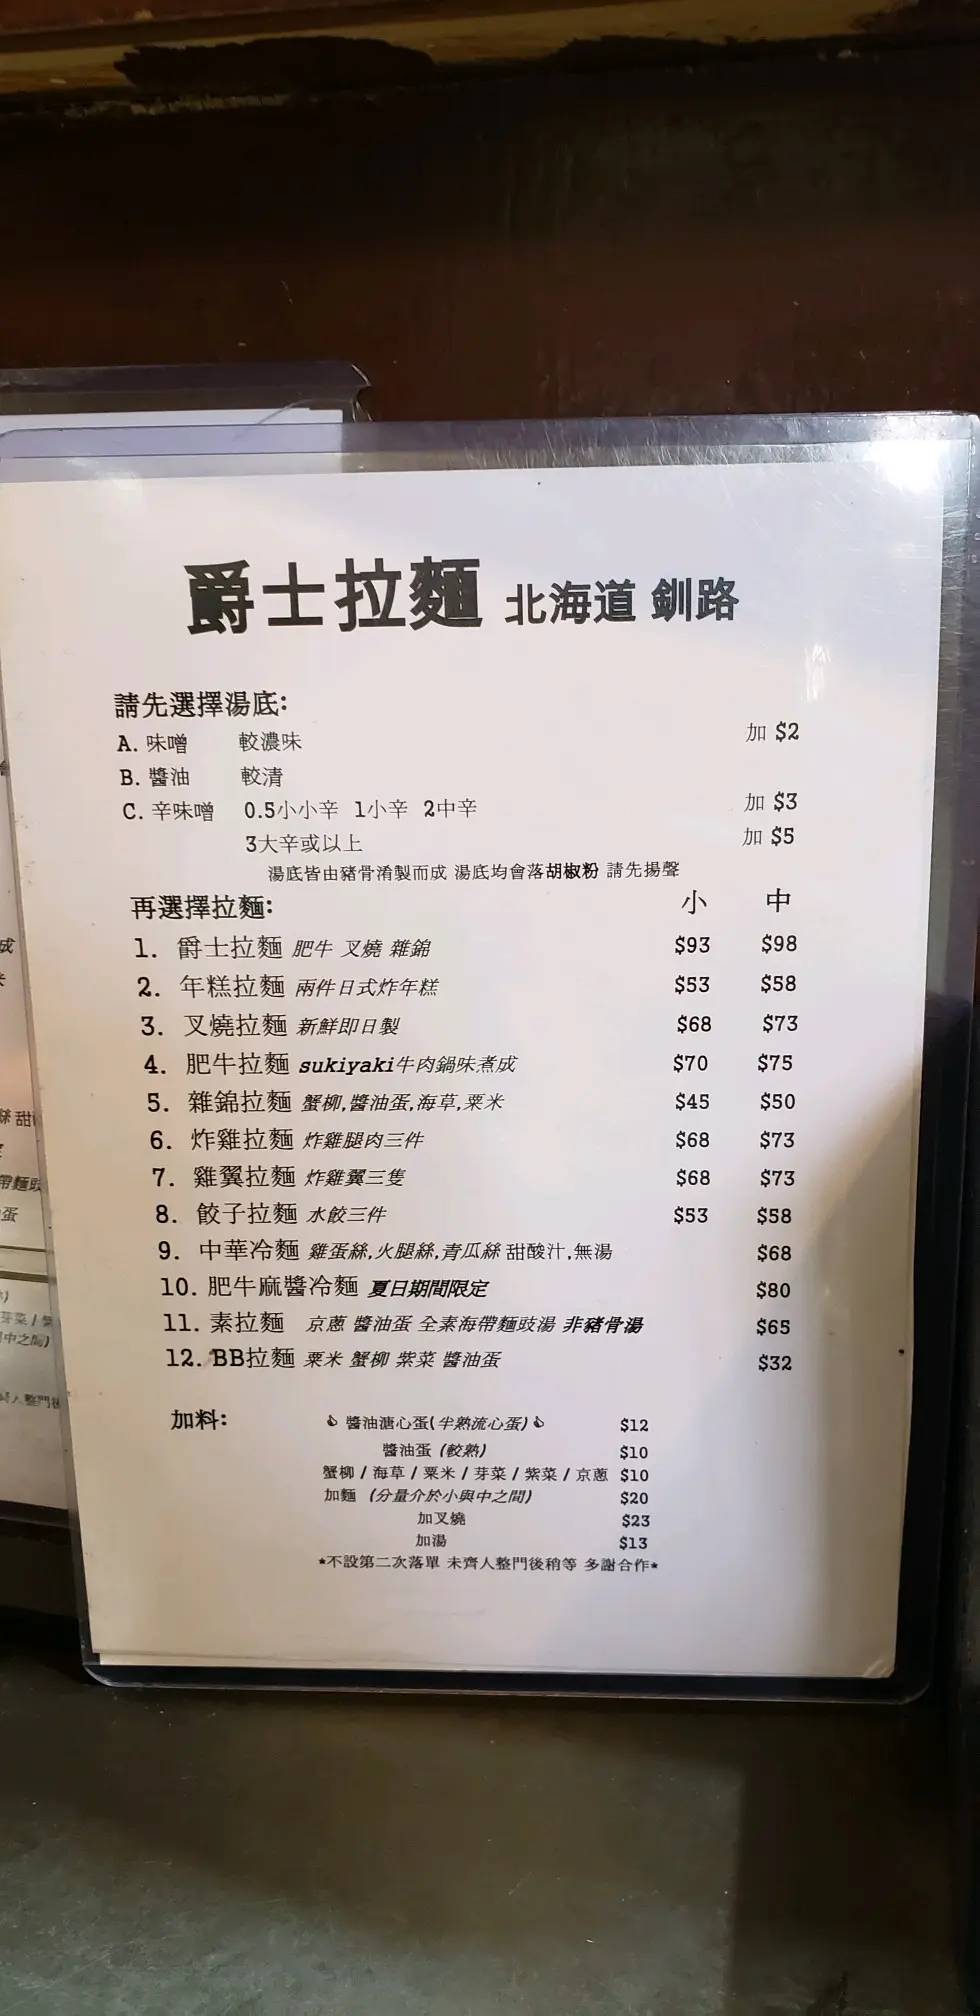 爵士拉麵 北海道 釧路
請先選擇湯底:
A. 味噌 較濃味 加 $2
B. 醬油 較清
C. 辛味噌 0.5小小辛 1小辛 2中辛 加 $3
3大辛或以上 加 $5
湯底皆由豬骨淆製而成 湯底均會落胡椒粉 請先揚聲
再選擇拉麵: 小 中
1. 爵士拉麵 肥牛 叉燒 雜錦 $93 $98
2. 年糕拉麵 兩件日式炸年糕 $53 $58
3. 叉燒拉麵 新鮮即日製 $68 $73
4. 肥牛拉麵 sukiyaki牛肉鍋味煮成 $70 $75
5. 雜錦拉麵 蟹柳,醬油蛋,海草,粟米 $45 $50
6. 炸雞拉麵 炸雞腿肉三件 $68 $73
7. 雞翼拉麵 炸雞翼三隻 $68 $73
8. 餃子拉麵 水餃三件 $53 $58
9. 中華冷麵 雞蛋絲,火腿絲,青瓜絲 甜酸汁,無湯 $68
10. 肥牛麻醬冷麵 夏日期間限定 $80
11. 素拉麵 京蔥 醬油蛋 全素海帶麵豉湯 非豬骨湯 $65
12. BB拉麵 粟米 蟹柳 紫菜 醬油蛋 $32
加料: 👍 醬油溏心蛋(半熟流心蛋) 👍 $12
醬油蛋 (較熟) $10
蟹柳 / 海草 / 粟米 / 芽菜 / 紫菜 / 京蔥 $10
加麵 (分量介於小與中之間) $20
加叉燒 $23
加湯 $13
*不設第二次落單 未齊人整門後稍等 多謝合作*